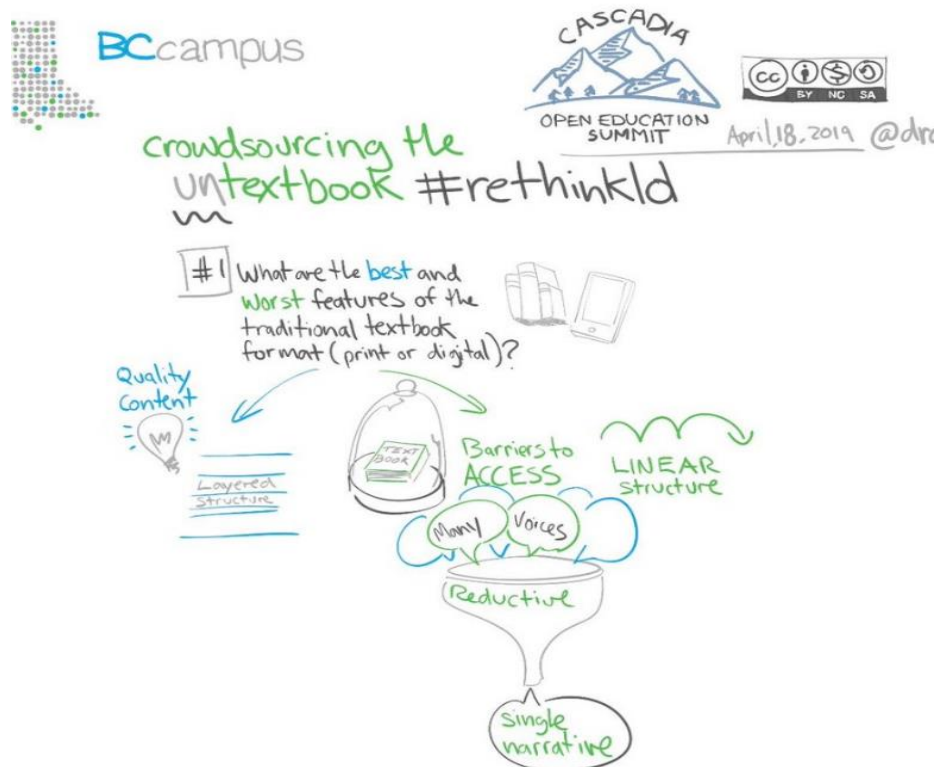 BCcampus
CASCADIA
OPEN EDUCATION
SUMMIT
cc
BY NC SA
April, 18, 2019 @dro
crowdsourcing the
untextbook #rethinkld
#1 What are the best and
worst features of the
traditional textbook
format (print or digital)?
Quality
Content
Layered
Structure
TEXT
BOOK
Barriers to
ACCESS
LINEAR
structure
Many
Voices
Reductive
single
narrative